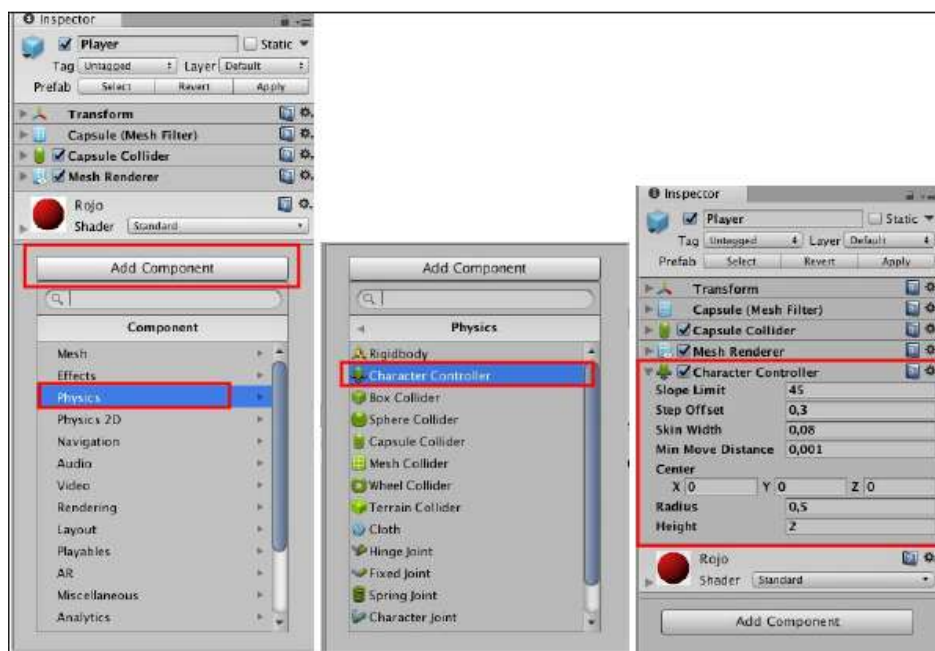 Inspector
Player Static
Tag Untagged Layer Default
Prefab Select Revert Apply
Transform
Capsule (Mesh Filter)
Capsule Collider
Mesh Renderer
Rojo
Shader Standard
Add Component
Component
Mesh
Effects
Physics
Physics 2D
Navigation
Audio
Video
Rendering
Layout
Playables
AR
Miscellaneous
Analytics
Add Component
Physics
Rigidbody
Character Controller
Box Collider
Sphere Collider
Capsule Collider
Mesh Collider
Wheel Collider
Terrain Collider
Cloth
Hinge Joint
Fixed Joint
Spring Joint
Character Joint
Inspector
Player Static
Tag Untagged Layer Default
Prefab Select Revert Apply
Transform
Capsule (Mesh Filter)
Capsule Collider
Mesh Renderer
Character Controller
Slope Limit 45
Step Offset 0,3
Skin Width 0,08
Min Move Distance 0,001
Center
X 0 Y 0 Z 0
Radius 0,5
Height 2
Rojo
Shader Standard
Add Component